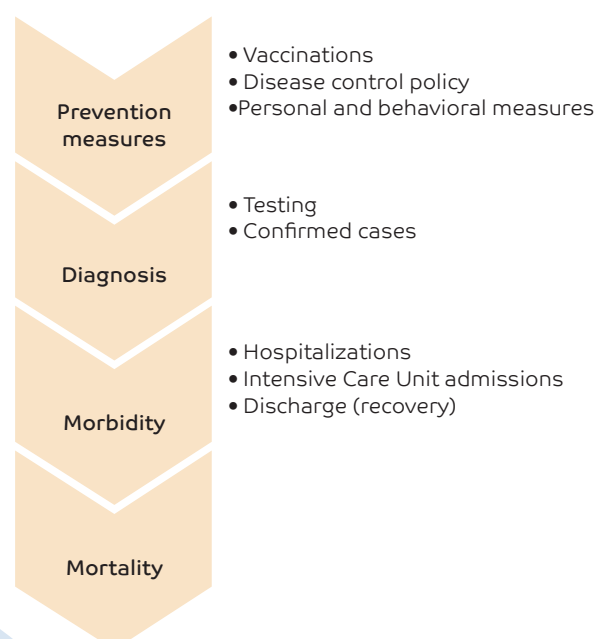 • Vaccinations
• Disease control policy
•Personal and behavioral measures
Prevention
measures
• Testing
• Confirmed cases
Diagnosis
• Hospitalizations
• Intensive Care Unit admissions
• Discharge (recovery)
Morbidity
Mortality